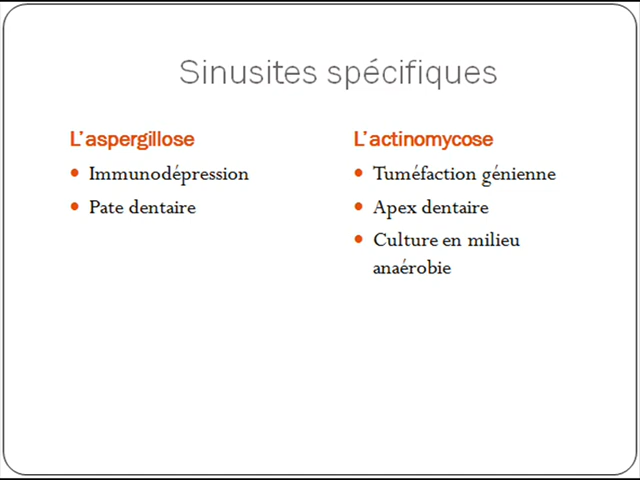 Sinusites spécifiques
L'aspergillose
• Immunodépression
• Pate dentaire
L'actinomycose
• Tuméfaction génienne
• Apex dentaire
• Culture en milieu
anaérobie